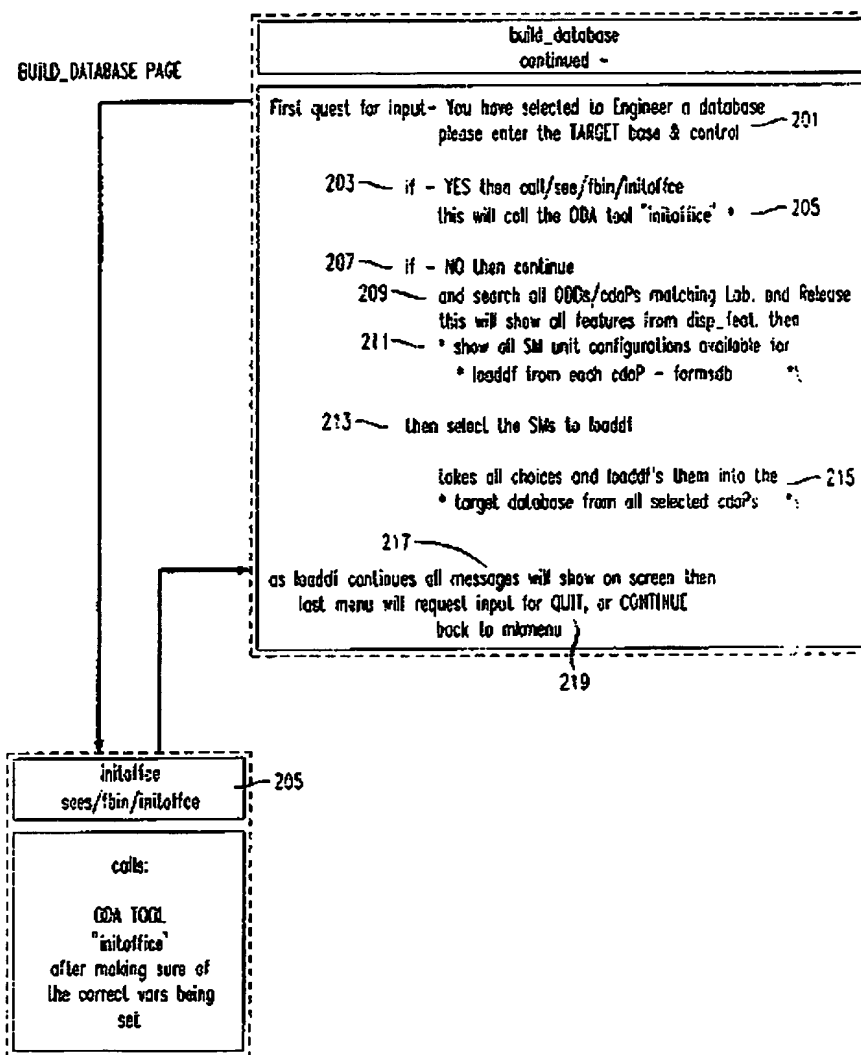 build_database
continued -
BUILD_DATABASE PAGE
First quest for input- You have selected to Engineer a database
please enter the TARGET base & control
201
203
if - YES then call/sees/fbin/initoffce
this will call the ODA tool "initoffice" *
205
207
if - NO then continue
209
and search all ODDs/cdaPs matching Lab. and Release
this will show all features from disp_feat. then
211
* show all SM unit configurations available for
* loaddf from each cdaP - formsdb *\
213
then select the SMs to loaddf
takes all choices and loaddf's them into the
215
* target database from all selected cdaPs *\
217
as loaddf continues all messages will show on screen then
last menu will request input for QUIT, or CONTINUE
back to mkmenu
219
initoffce
sees/fbin/initoffce
205
calls:
ODA TOOL
"initoffice"
after making sure of
the correct vars being
set